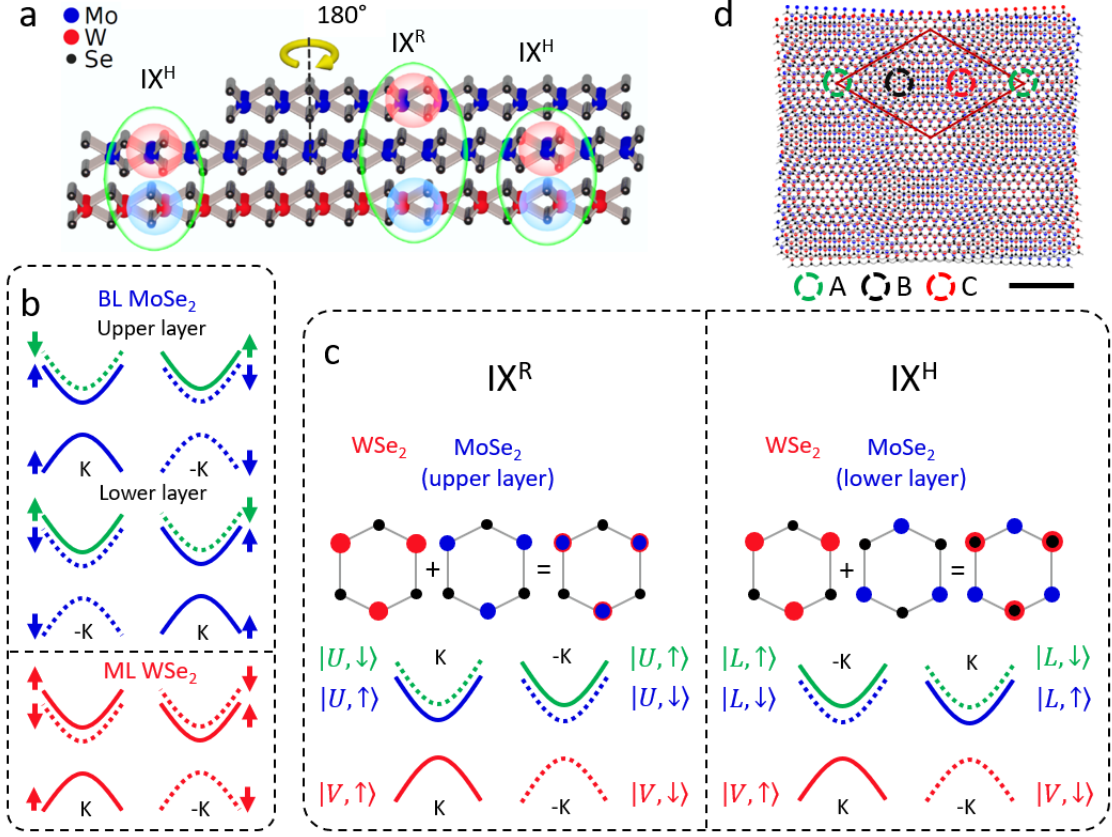 a
Mo
W
Se
180°
IX^H
IX^R
IX^H
d
A
B
C
b
BL MoSe₂
Upper layer
K
-K
Lower layer
-K
K
ML WSe₂
K
-K
c
IX^R
WSe₂
MoSe₂
(upper layer)
+
=
|U,↓⟩
K
-K
|U,↑⟩
|U,↑⟩
|U,↓⟩
|V,↑⟩
K
-K
|V,↓⟩
IX^H
WSe₂
MoSe₂
(lower layer)
+
=
|L,↑⟩
-K
K
|L,↓⟩
|L,↓⟩
|L,↑⟩
|V,↑⟩
K
-K
|V,↓⟩